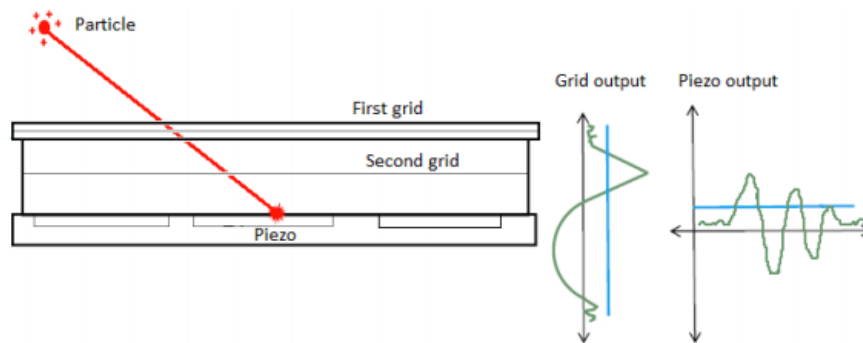 Particle
First grid
Second grid
Piezo
Grid output
Piezo output